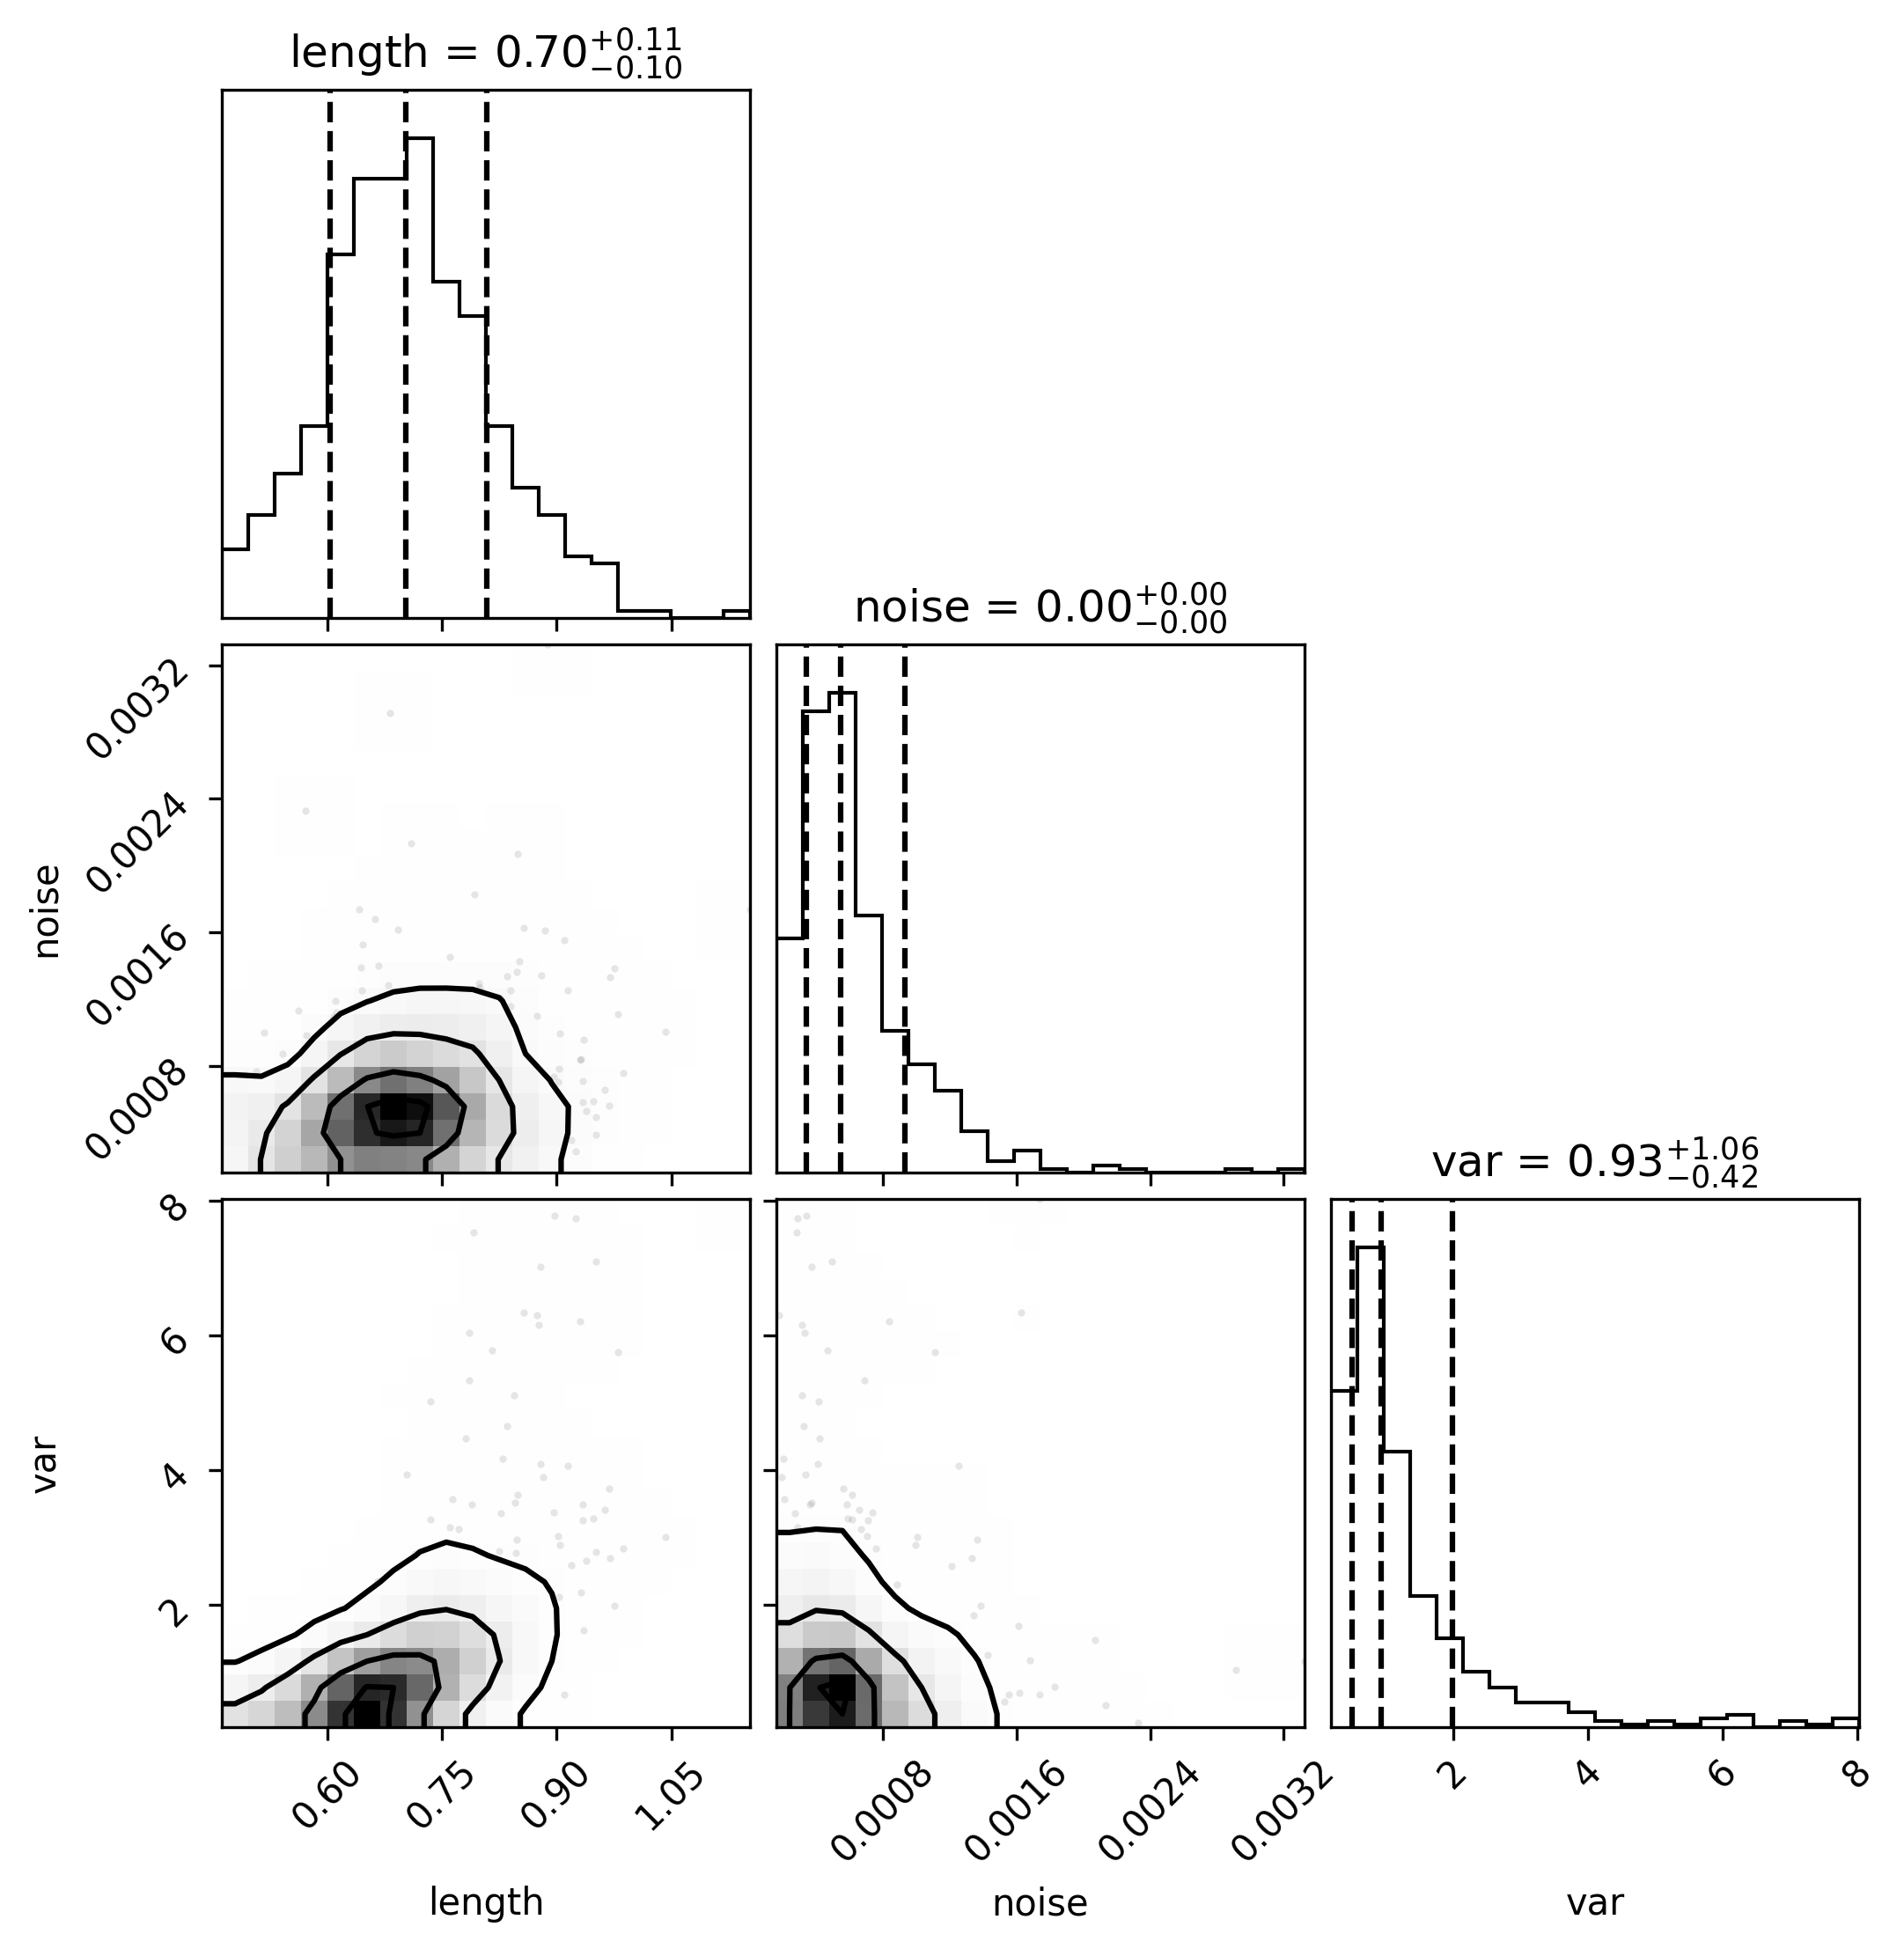 length = 0.70 +0.11 −0.10
noise = 0.00 +0.00 −0.00
0.0032
0.0024
0.0016
0.0008
noise
var = 0.93 +1.06 −0.42
8
6
4
2
var
0.60 0.75 0.90 1.05
0.0008 0.0016 0.0024 0.0032
2 4 6 8
length noise var